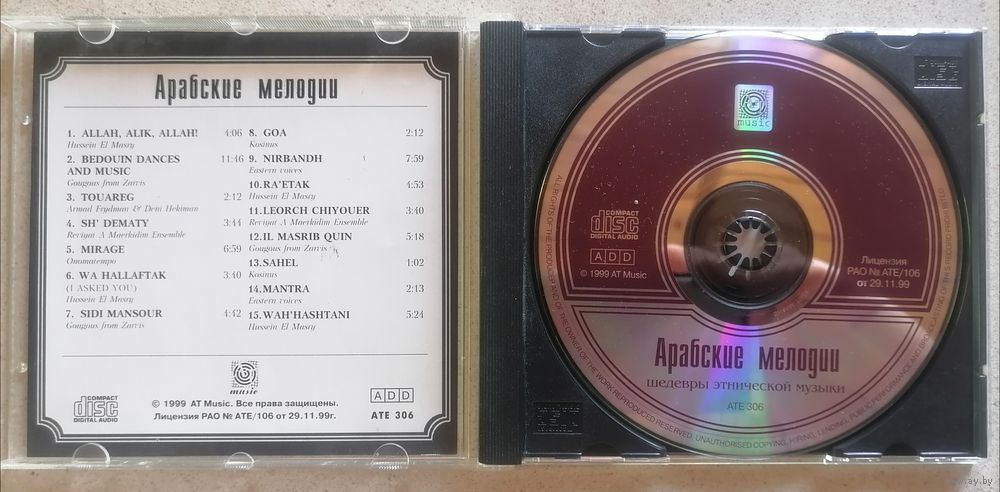 Арабские мелодии
1. ALLAH, ALIK, ALLAH! 4:06
Hussein El Masry
2. BEDOUIN DANCES
AND MUSIC 11:46
Gougous from Zarvis
3. TOUAREG 2:12
Armad Frydman & Dem Hekiman
4. SH' DEMATY 3:44
Reviyat A Maerkidim Ensemble
5. MIRAGE 6:59
Onomatempo
6. WA HALLAFTAK 3:40
(I ASKED YOU)
Hussein El Masry
7. SIDI MANSOUR 4:42
Gougous from Zarvis
8. GOA 2:12
Kosinus
9. NIRBANDH 7:59
Eastern voices
10. RA'ETAK 4:53
Hussein El Masry
11. LEORCH CHIYOUER 3:40
Reviyat A Maerkidim Ensemble
12. IL MASRIB QUIN 5:18
Gougous from Zarvis
13. SAHEL 1:02
Kosinus
14. MANTRA 2:13
Eastern voices
15. WAH'HASHTANI 5:24
Hussein El Masry
music
COMPACT
disc
DIGITAL AUDIO
© 1999 AT Music. Все права защищены.
Лицензия РАО № ATE/106 от 29.11.99г.
ADD
ATE 306
music
COMPACT
disc
DIGITAL AUDIO
ADD
© 1999 AT Music
Лицензия
РАО № ATE/106
от 29.11.99
Арабские мелодии
шедевры этнической музыки
ATE 306
ALL RIGHTS OF THE PRODUCER AND OF THE OWNER OF THE WORK REPRODUCED RESERVED. UNAUTHORISED COPYING, HIRING, LENDING, PUBLIC PERFORMANCE AND BROADCASTING OF THIS RECORD PROHIBITED